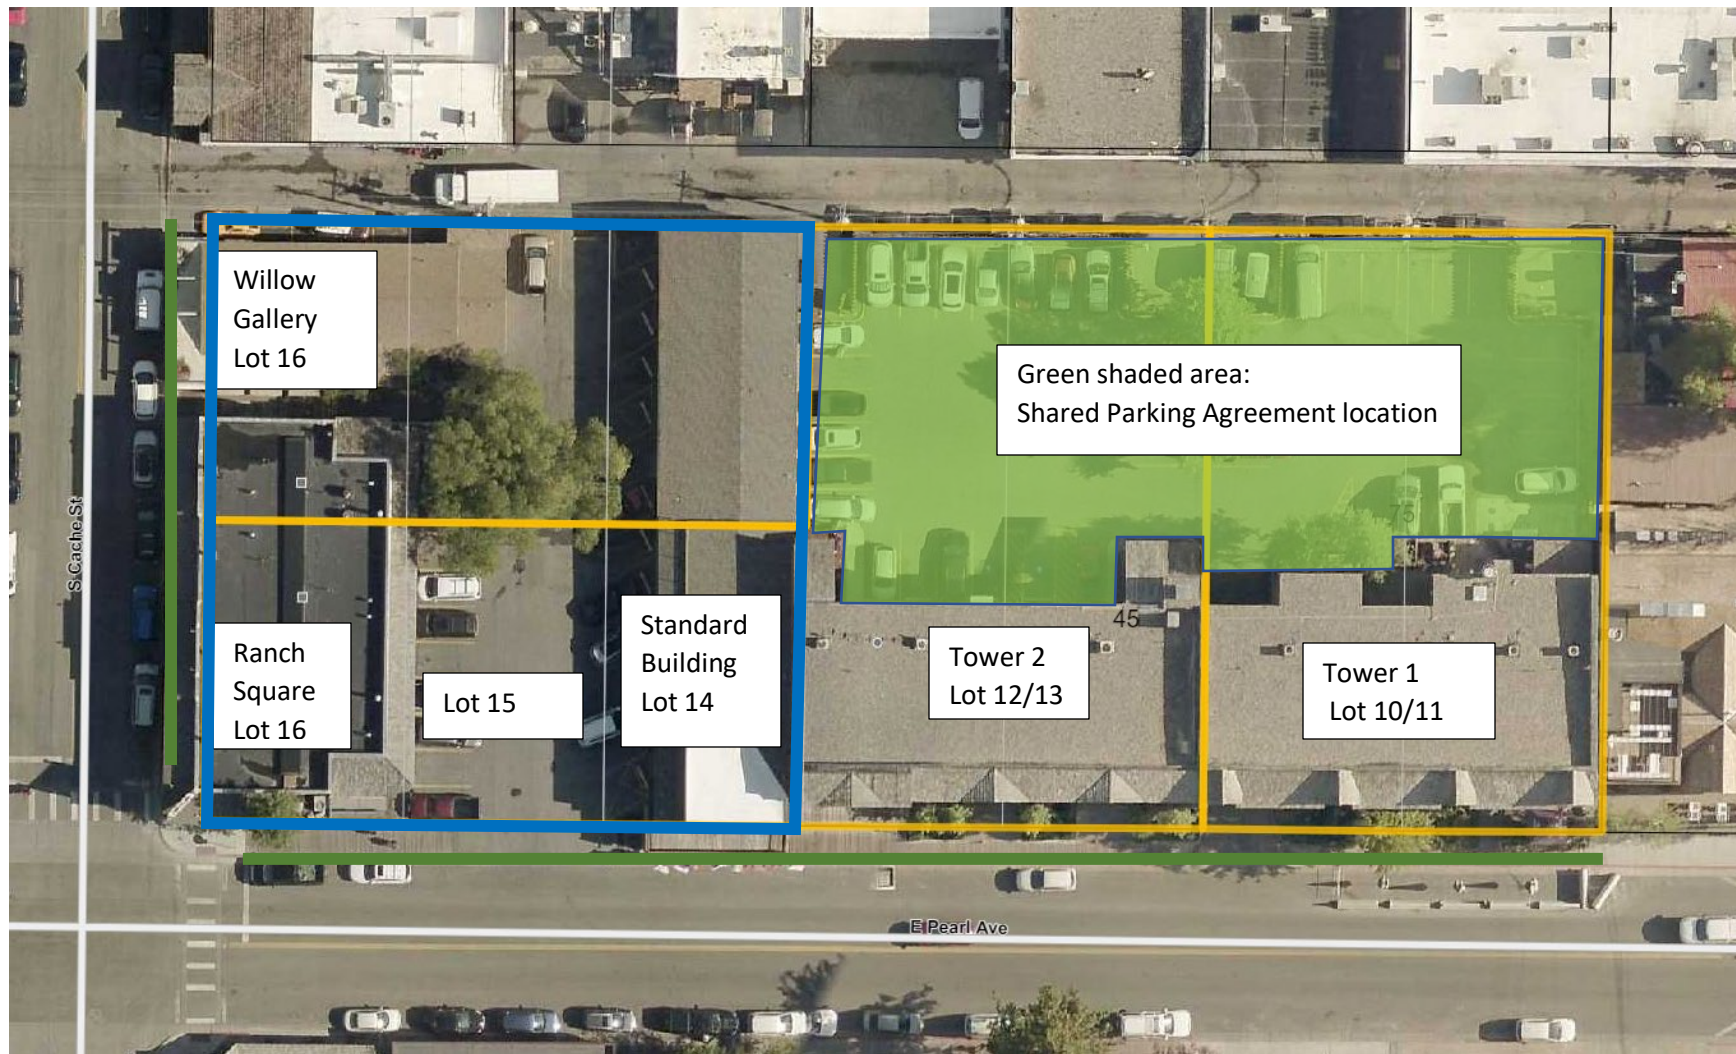 Willow
Gallery
Lot 16
Green shaded area:
Shared Parking Agreement location
75
S Cache St
45
Ranch
Square
Lot 16
Lot 15
Standard
Building
Lot 14
Tower 2
Lot 12/13
Tower 1
Lot 10/11
E Pearl Ave